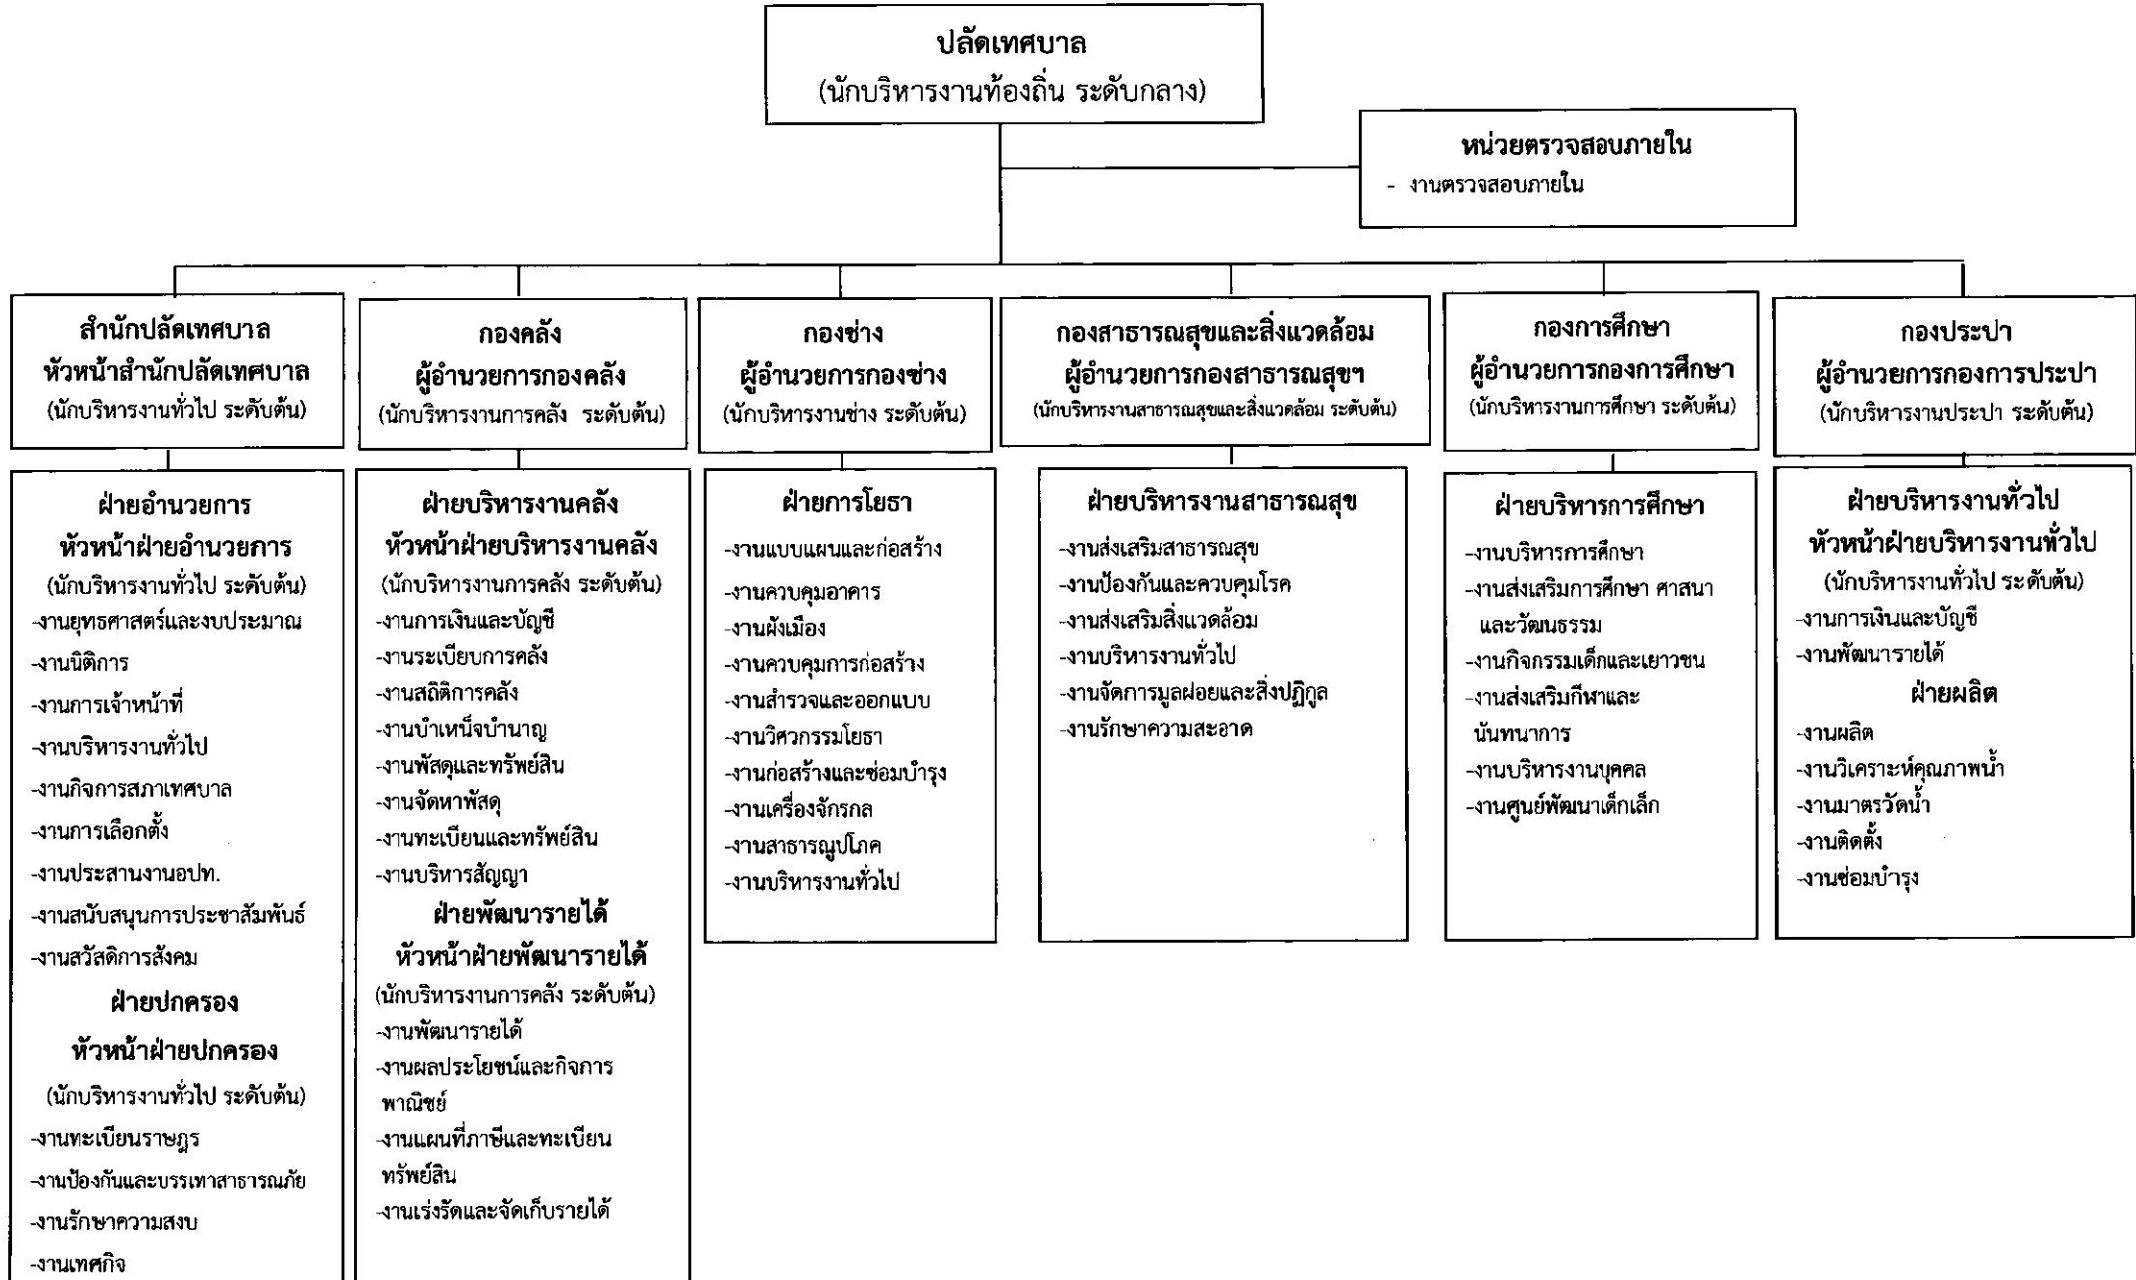 ปลัดเทศบาล
(นักบริหารงานท้องถิ่น ระดับกลาง)
หน่วยตรวจสอบภายใน
- งานตรวจสอบภายใน
สำนักปลัดเทศบาล
หัวหน้าสำนักปลัดเทศบาล
(นักบริหารงานทั่วไป ระดับต้น)
กองคลัง
ผู้อำนวยการกองคลัง
(นักบริหารงานการคลัง ระดับต้น)
กองช่าง
ผู้อำนวยการกองช่าง
(นักบริหารงานช่าง ระดับต้น)
กองสาธารณสุขและสิ่งแวดล้อม
ผู้อำนวยการกองสาธารณสุขฯ
(นักบริหารงานสาธารณสุขและสิ่งแวดล้อม ระดับต้น)
กองการศึกษา
ผู้อำนวยการกองการศึกษา
(นักบริหารงานการศึกษา ระดับต้น)
กองประปา
ผู้อำนวยการกองการประปา
(นักบริหารงานประปา ระดับต้น)
ฝ่ายอำนวยการ
หัวหน้าฝ่ายอำนวยการ
(นักบริหารงานทั่วไป ระดับต้น)
-งานยุทธศาสตร์และงบประมาณ
-งานนิติการ
-งานการเจ้าหน้าที่
-งานบริหารงานทั่วไป
-งานกิจการสภาเทศบาล
-งานการเลือกตั้ง
-งานประสานงานอปท.
-งานสนับสนุนการประชาสัมพันธ์
-งานสวัสดิการสังคม
ฝ่ายปกครอง
หัวหน้าฝ่ายปกครอง
(นักบริหารงานทั่วไป ระดับต้น)
-งานทะเบียนราษฎร
-งานป้องกันและบรรเทาสาธารณภัย
-งานรักษาความสงบ
-งานเทศกิจ
ฝ่ายบริหารงานคลัง
หัวหน้าฝ่ายบริหารงานคลัง
(นักบริหารงานการคลัง ระดับต้น)
-งานการเงินและบัญชี
-งานระเบียบการคลัง
-งานสถิติการคลัง
-งานบำเหน็จบำนาญ
-งานพัสดุและทรัพย์สิน
-งานจัดหาพัสดุ
-งานทะเบียนและทรัพย์สิน
-งานบริหารสัญญา
ฝ่ายพัฒนารายได้
หัวหน้าฝ่ายพัฒนารายได้
(นักบริหารงานการคลัง ระดับต้น)
-งานพัฒนารายได้
-งานผลประโยชน์และกิจการ
พาณิชย์
-งานแผนที่ภาษีและทะเบียน
ทรัพย์สิน
-งานเร่งรัดและจัดเก็บรายได้
ฝ่ายการโยธา
-งานแบบแผนและก่อสร้าง
-งานควบคุมอาคาร
-งานผังเมือง
-งานควบคุมการก่อสร้าง
-งานสำรวจและออกแบบ
-งานวิศวกรรมโยธา
-งานก่อสร้างและซ่อมบำรุง
-งานเครื่องจักรกล
-งานสาธารณูปโภค
-งานบริหารงานทั่วไป
ฝ่ายบริหารงานสาธารณสุข
-งานส่งเสริมสาธารณสุข
-งานป้องกันและควบคุมโรค
-งานส่งเสริมสิ่งแวดล้อม
-งานบริหารงานทั่วไป
-งานจัดการมูลฝอยและสิ่งปฏิกูล
-งานรักษาความสะอาด
ฝ่ายบริหารการศึกษา
-งานบริหารการศึกษา
-งานส่งเสริมการศึกษา ศาสนา
และวัฒนธรรม
-งานกิจกรรมเด็กและเยาวชน
-งานส่งเสริมกีฬาและ
นันทนาการ
-งานบริหารงานบุคคล
-งานศูนย์พัฒนาเด็กเล็ก
ฝ่ายบริหารงานทั่วไป
หัวหน้าฝ่ายบริหารงานทั่วไป
(นักบริหารงานทั่วไป ระดับต้น)
-งานการเงินและบัญชี
-งานพัฒนารายได้
ฝ่ายผลิต
-งานผลิต
-งานวิเคราะห์คุณภาพน้ำ
-งานมาตรวัดน้ำ
-งานติดตั้ง
-งานซ่อมบำรุง